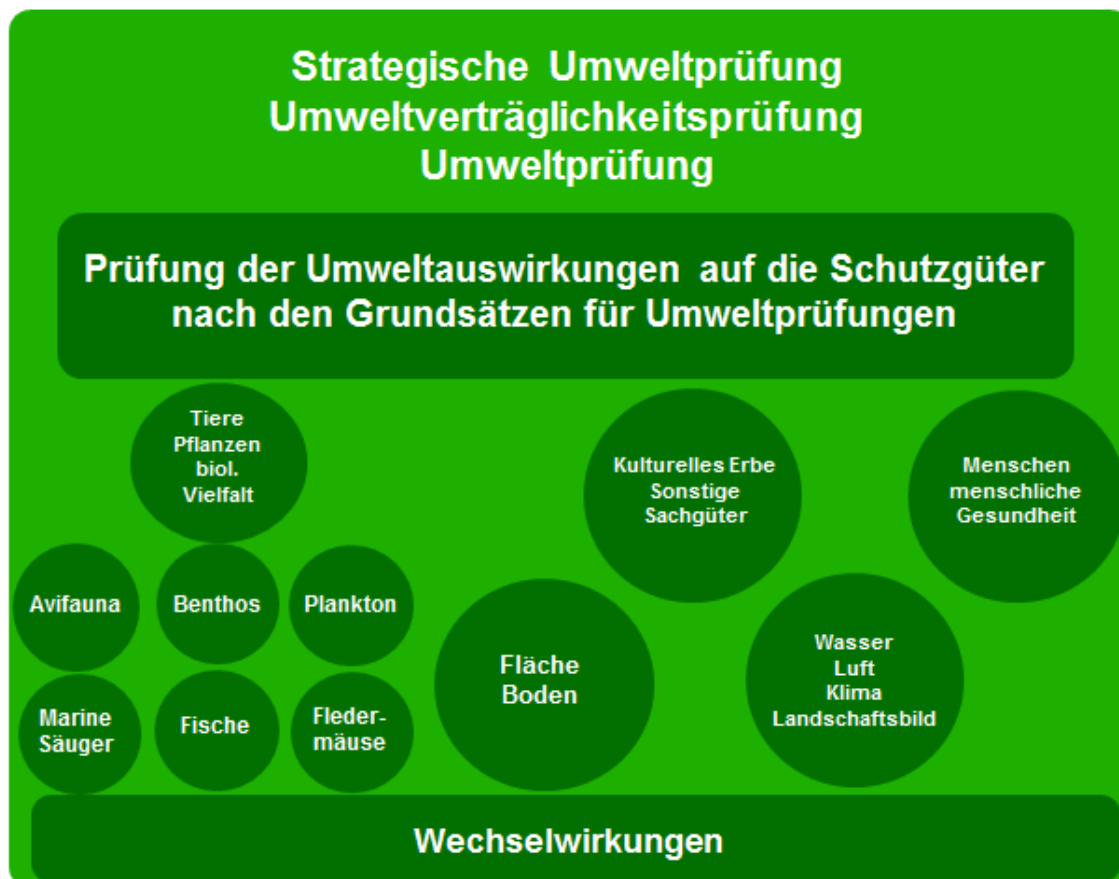 Strategische Umweltprüfung
Umweltverträglichkeitsprüfung
Umweltprüfung
Prüfung der Umweltauswirkungen auf die Schutzgüter
nach den Grundsätzen für Umweltprüfungen
Tiere
Pflanzen
biol.
Vielfalt
Kulturelles Erbe
Sonstige
Sachgüter
Menschen
menschliche
Gesundheit
Avifauna
Benthos
Plankton
Fläche
Boden
Wasser
Luft
Klima
Landschaftsbild
Marine
Säuger
Fische
Fleder-
mäuse
Wechselwirkungen